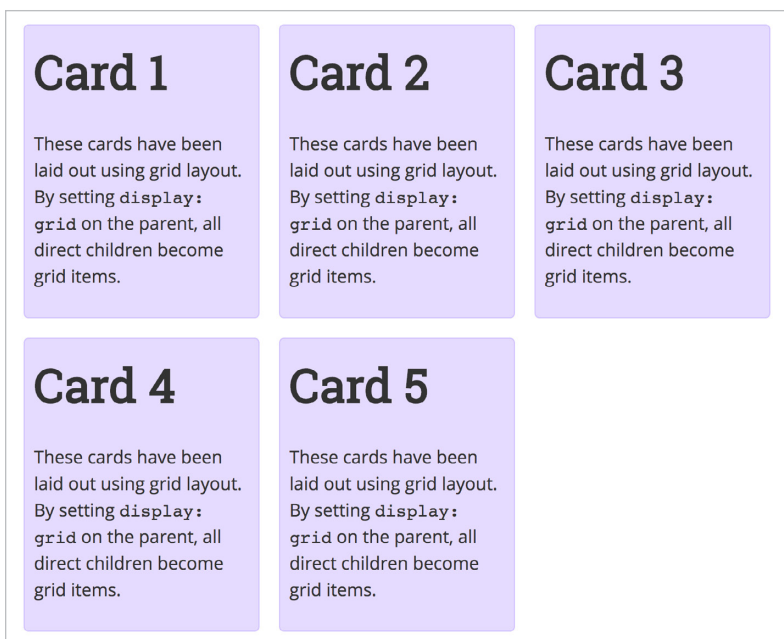 Card 1
These cards have been
laid out using grid layout.
By setting display:
grid on the parent, all
direct children become
grid items.
Card 2
These cards have been
laid out using grid layout.
By setting display:
grid on the parent, all
direct children become
grid items.
Card 3
These cards have been
laid out using grid layout.
By setting display:
grid on the parent, all
direct children become
grid items.
Card 4
These cards have been
laid out using grid layout.
By setting display:
grid on the parent, all
direct children become
grid items.
Card 5
These cards have been
laid out using grid layout.
By setting display:
grid on the parent, all
direct children become
grid items.